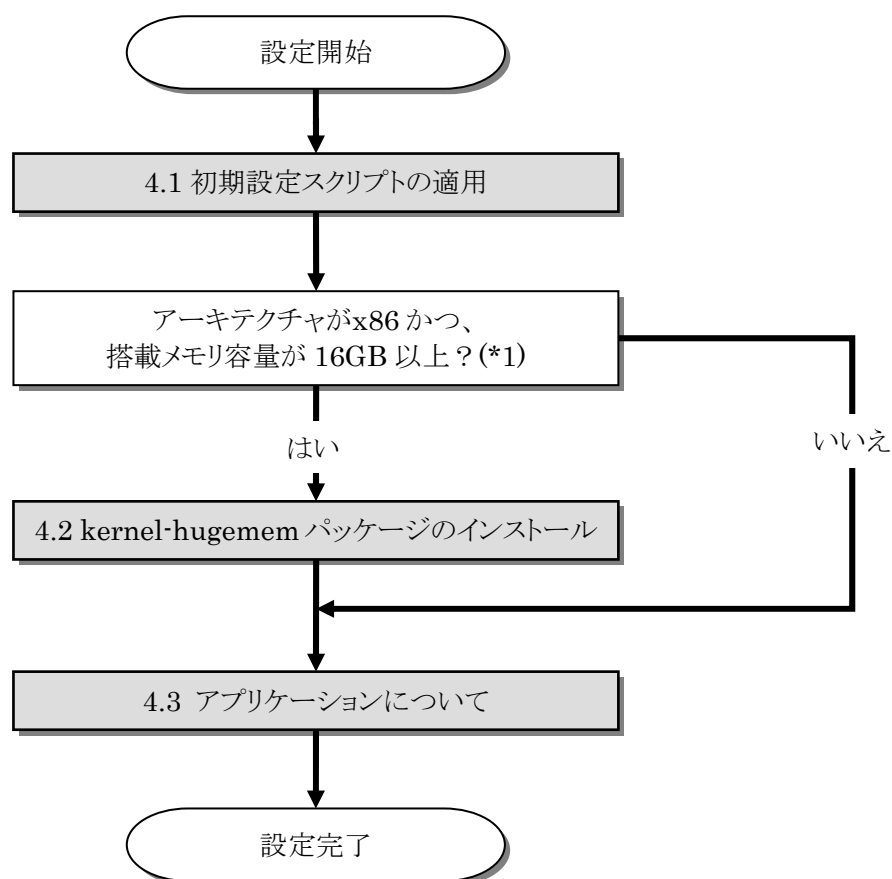 設定開始
4.1 初期設定スクリプトの適用
アーキテクチャがx86 かつ、
搭載メモリ容量が 16GB 以上？(*1)
はい
いいえ
4.2 kernel-hugemem パッケージのインストール
4.3 アプリケーションについて
設定完了